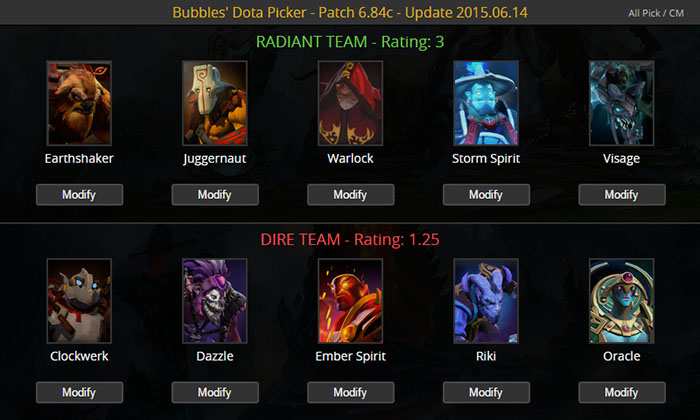 Bubbles' Dota Picker - Patch 6.84c - Update 2015.06.14
All Pick / CM
RADIANT TEAM - Rating: 3
Earthshaker Juggernaut Warlock Storm Spirit Visage
Modify Modify Modify Modify Modify
DIRE TEAM - Rating: 1.25
Clockwerk Dazzle Ember Spirit Riki Oracle
Modify Modify Modify Modify Modify